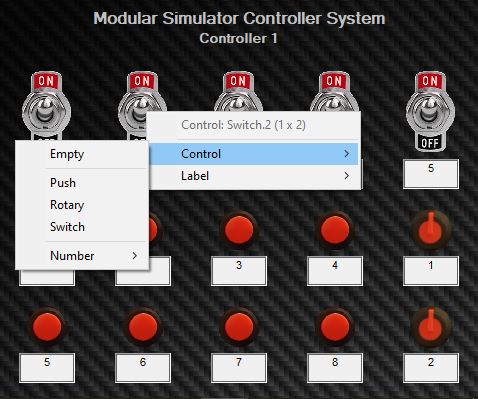 Modular Simulator Controller System
Controller 1
ON ON ON ON ON
Control: Switch.2 (1 x 2)
OFF
Control
Label
5
Empty
Push
Rotary
Switch
Number
3 4 1
5 6 7 8 2